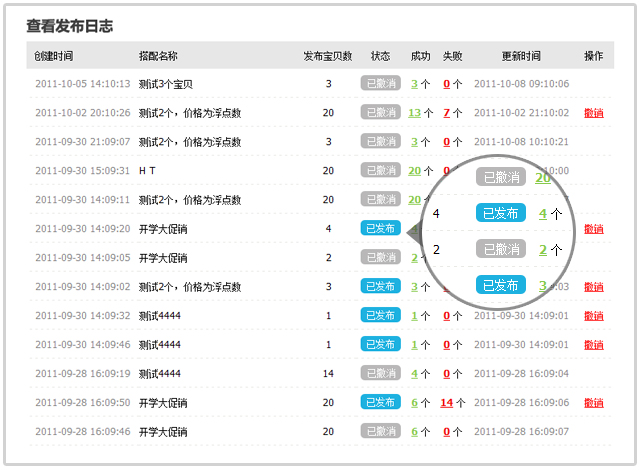 查看发布日志
创建时间 搭配名称 发布宝贝数 状态 成功 失败 更新时间 操作
2011-10-05 14:10:13 测试3个宝贝 3 已撤消 3 个 0 个 2011-10-08 09:10:06
2011-10-02 20:10:26 测试2个，价格为浮点数 20 已撤消 13 个 7 个 2011-10-02 21:10:02 撤销
2011-09-30 21:09:07 测试2个，价格为浮点数 3 已撤消 3 个 0 个 2011-10-08 10:10:21
2011-09-30 15:09:31 H T 20 已撤消 20 个 10:00
2011-09-30 14:09:11 测试2个，价格为浮点数 20 已撤消 20
2011-09-30 14:09:20 开学大促销 4 已发布 撤销
2011-09-30 14:09:05 开学大促销 2 已撤消 2
2011-09-30 14:09:02 测试2个，价格为浮点数 3 已发布 3 个 :03 撤销
2011-09-30 14:09:32 测试4444 1 已发布 1 个 0 个 2011-09-30 14:09:01 撤销
2011-09-30 14:09:46 测试4444 1 已发布 1 个 0 个 2011-09-30 14:09:01 撤销
2011-09-28 16:09:19 测试4444 14 已撤消 4 个 0 个 2011-09-28 16:09:04
2011-09-28 16:09:50 开学大促销 20 已发布 6 个 14 个 2011-09-28 16:09:06 撤销
2011-09-28 16:09:46 开学大促销 20 已撤消 6 个 0 个 2011-09-28 16:09:07
已撤消 20
4 已发布 4 个
2 已撤消 2 个
已发布 3